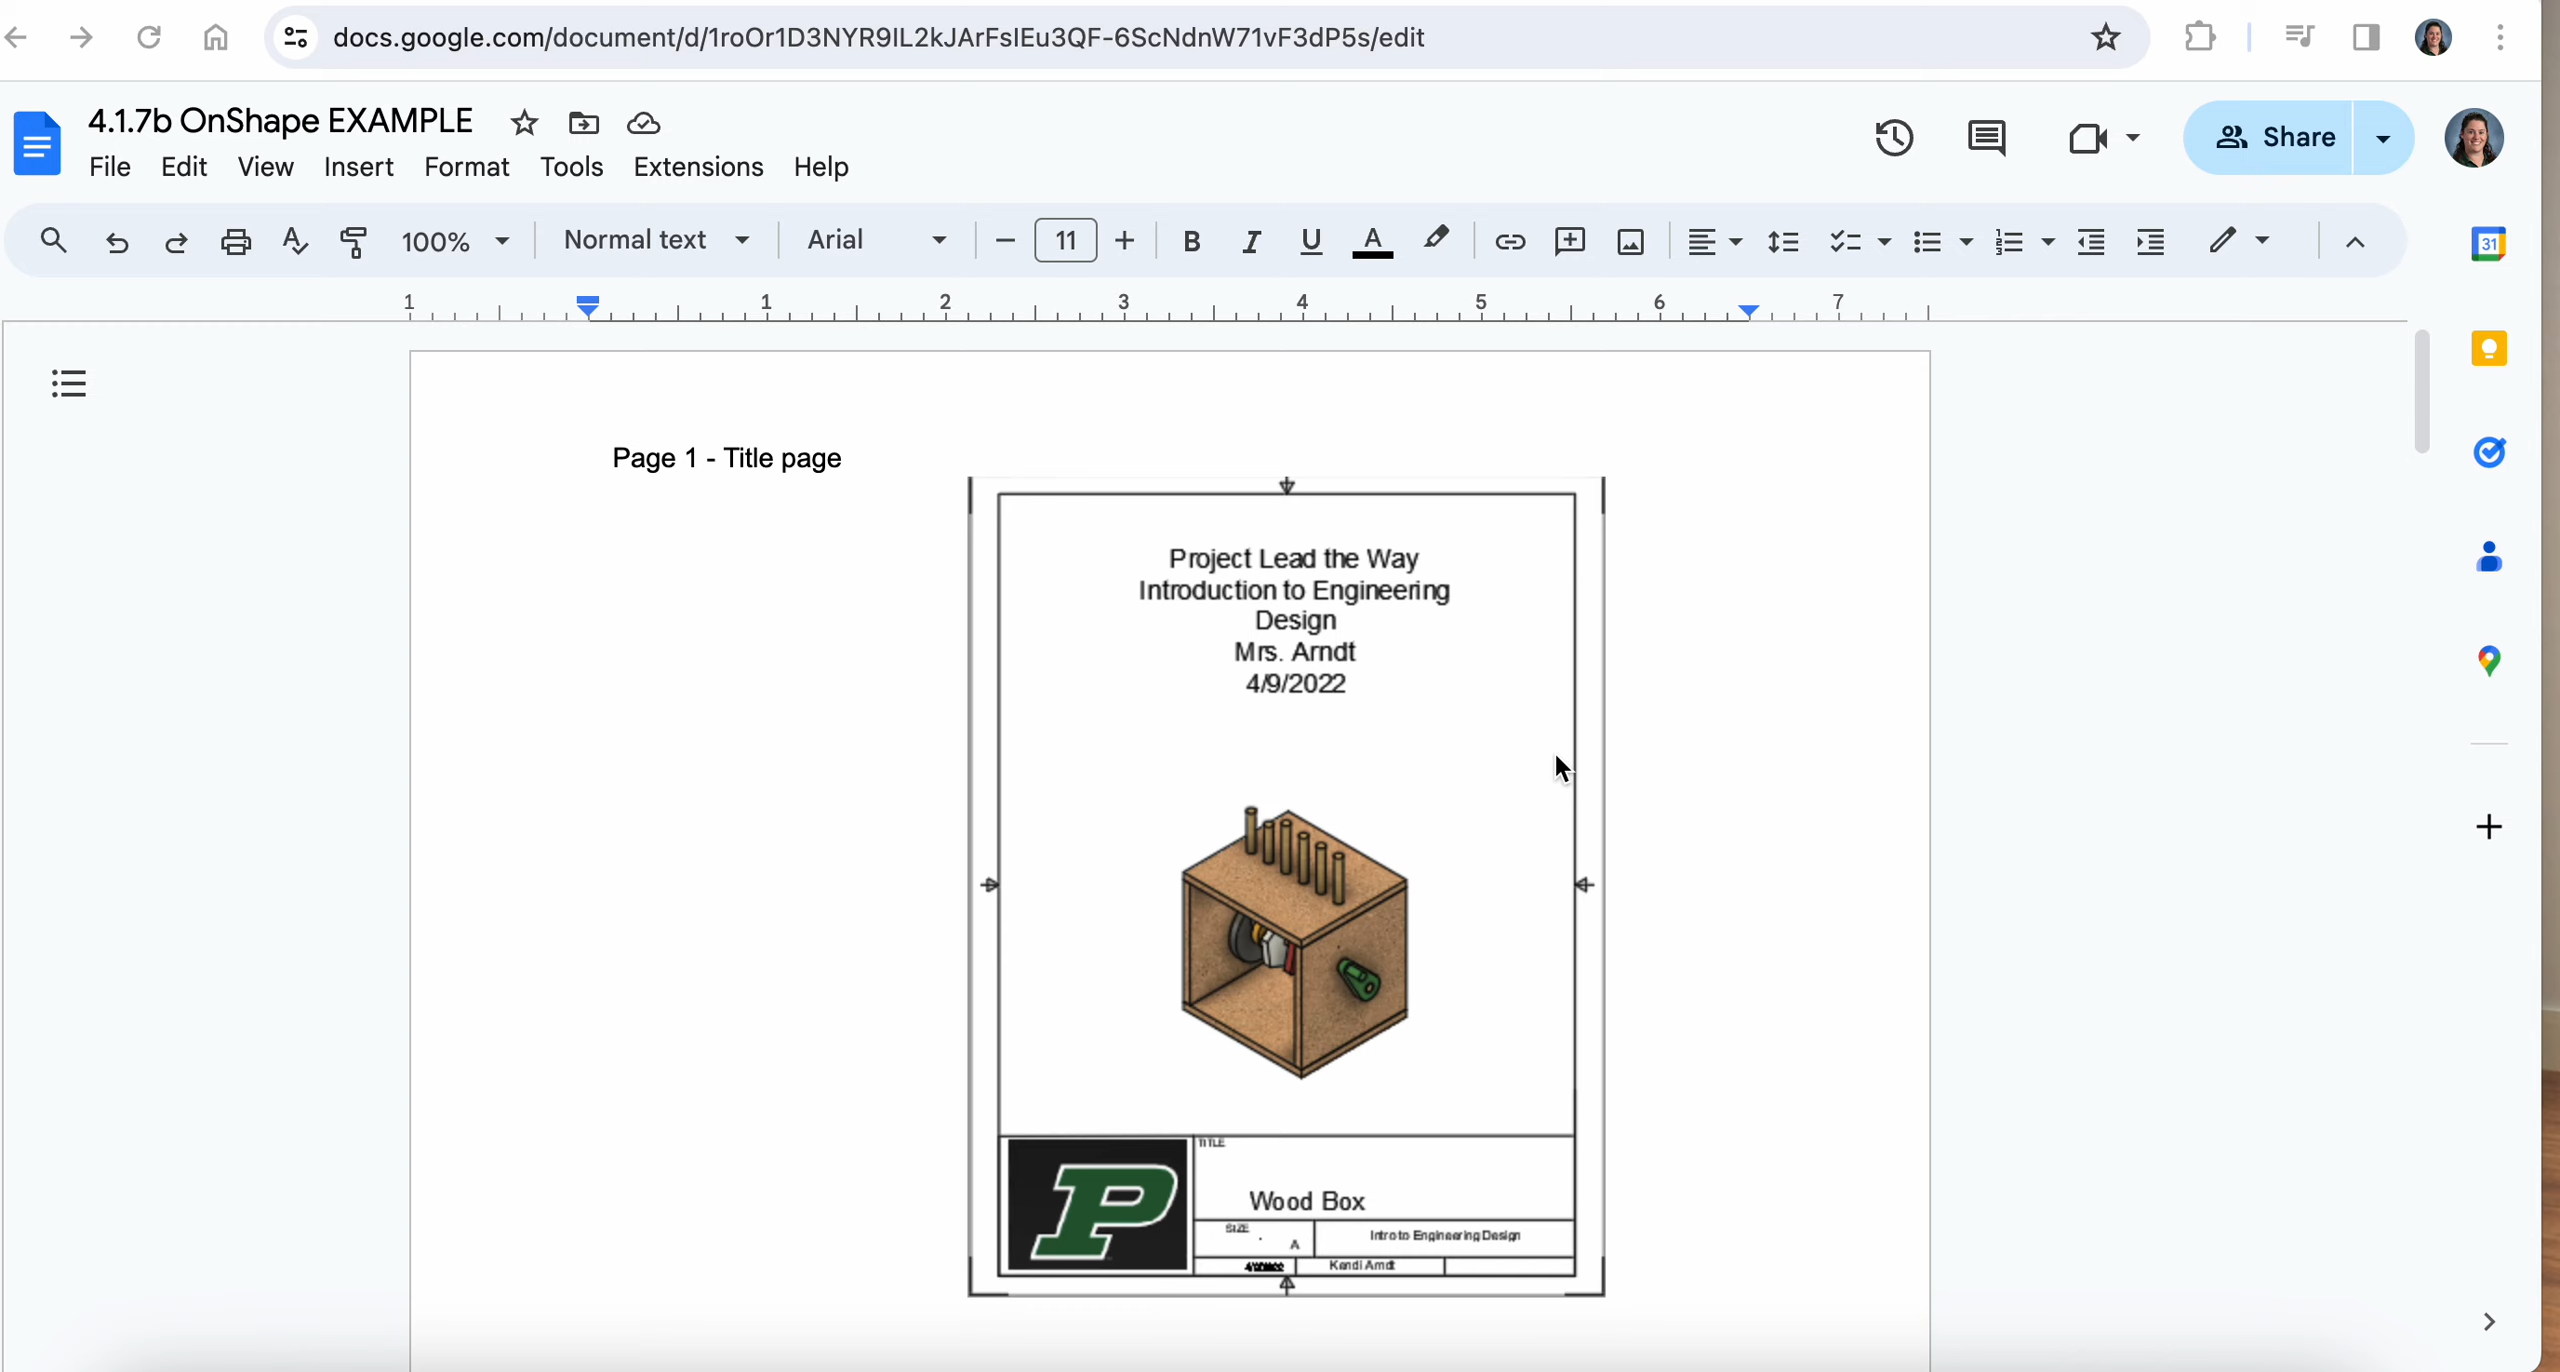 docs.google.com/document/d/1roOr1D3NYR9IL2kJArFsIEu3QF-6ScNdnW71vF3dP5s/edit
4.1.7b OnShape EXAMPLE
File Edit View Insert Format Tools Extensions Help
Share
100% Normal text Arial 11 B I U A
31
1 1 2 3 4 5 6 7
Page 1 - Title page
Project Lead the Way
Introduction to Engineering
Design
Mrs. Arndt
4/9/2022
P
TITLE
Wood Box
SIZE
A
Intro to Engineering Design
Kandi Arndt